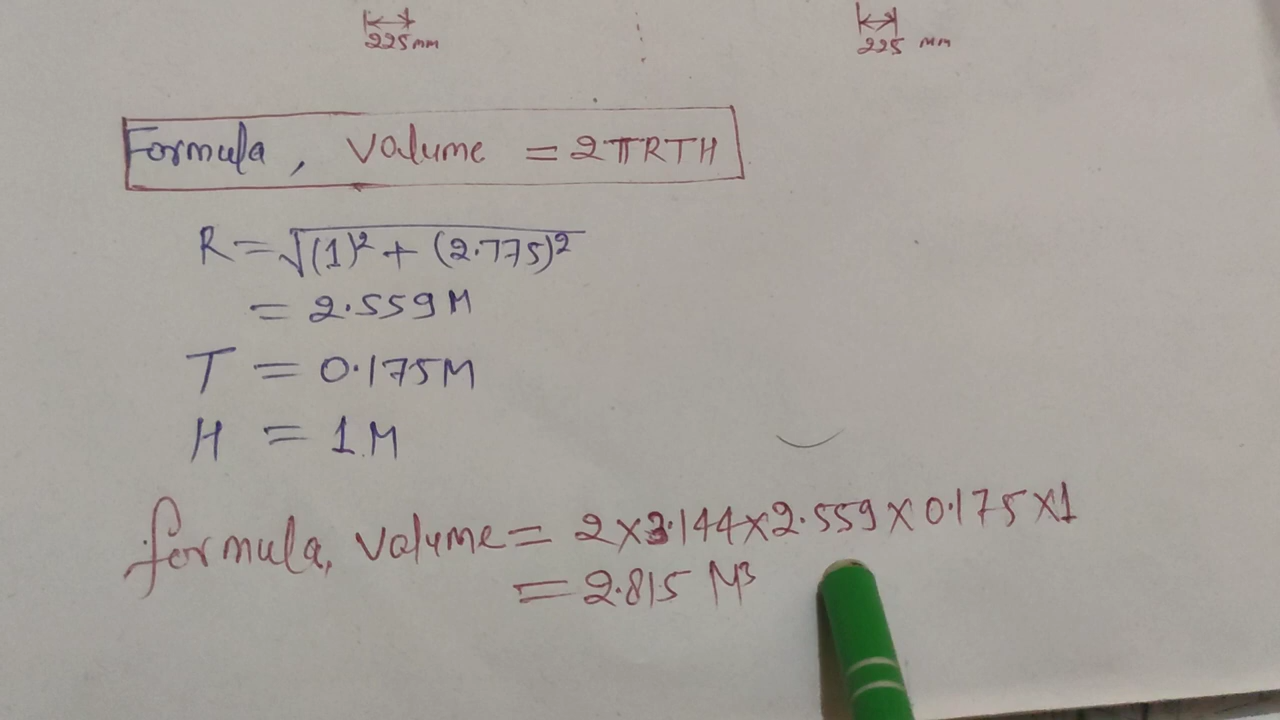 225mm 225 mm
Formula, Volume = 2πRTH
R = √(1)² + (2.775)²
= 2.559M
T = 0.175M
H = 1M
formula, volume = 2×3.144×2.559×0.175×1
= 2.815 M³